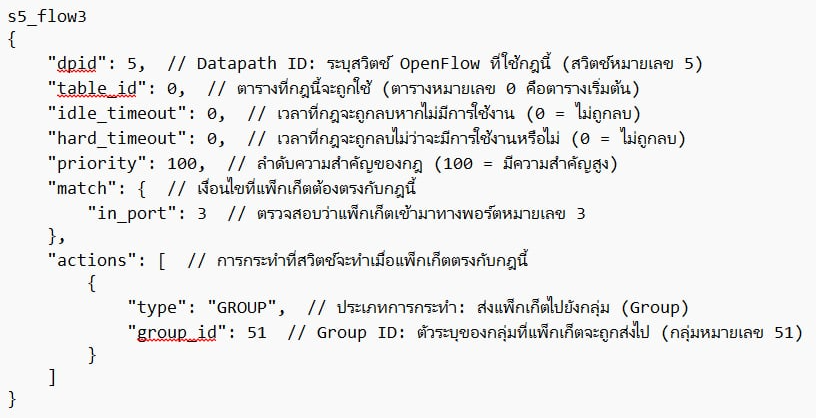 s5_flow3
{
    "dpid": 5,  // Datapath ID: ระบุสวิตช์ OpenFlow ที่ใช้กฎนี้ (สวิตช์หมายเลข 5)
    "table_id": 0,  // ตารางที่กฎนี้จะถูกใช้ (ตารางหมายเลข 0 คือตารางเริ่มต้น)
    "idle_timeout": 0,  // เวลาที่กฎจะถูกลบหากไม่มีการใช้งาน (0 = ไม่ถูกลบ)
    "hard_timeout": 0,  // เวลาที่กฎจะถูกลบไม่ว่าจะมีการใช้งานหรือไม่ (0 = ไม่ถูกลบ)
    "priority": 100,  // ลำดับความสำคัญของกฎ (100 = มีความสำคัญสูง)
    "match": {  // เงื่อนไขที่แพ็กเก็ตต้องตรงกับกฎนี้
        "in_port": 3  // ตรวจสอบว่าแพ็กเก็ตเข้ามาทางพอร์ตหมายเลข 3
    },
    "actions": [  // การกระทำที่สวิตช์จะทำเมื่อแพ็กเก็ตตรงกับกฎนี้
        {
            "type": "GROUP",  // ประเภทการกระทำ: ส่งแพ็กเก็ตไปยังกลุ่ม (Group)
            "group_id": 51  // Group ID: ตัวระบุของกลุ่มที่แพ็กเก็ตจะถูกส่งไป (กลุ่มหมายเลข 51)
        }
    ]
}